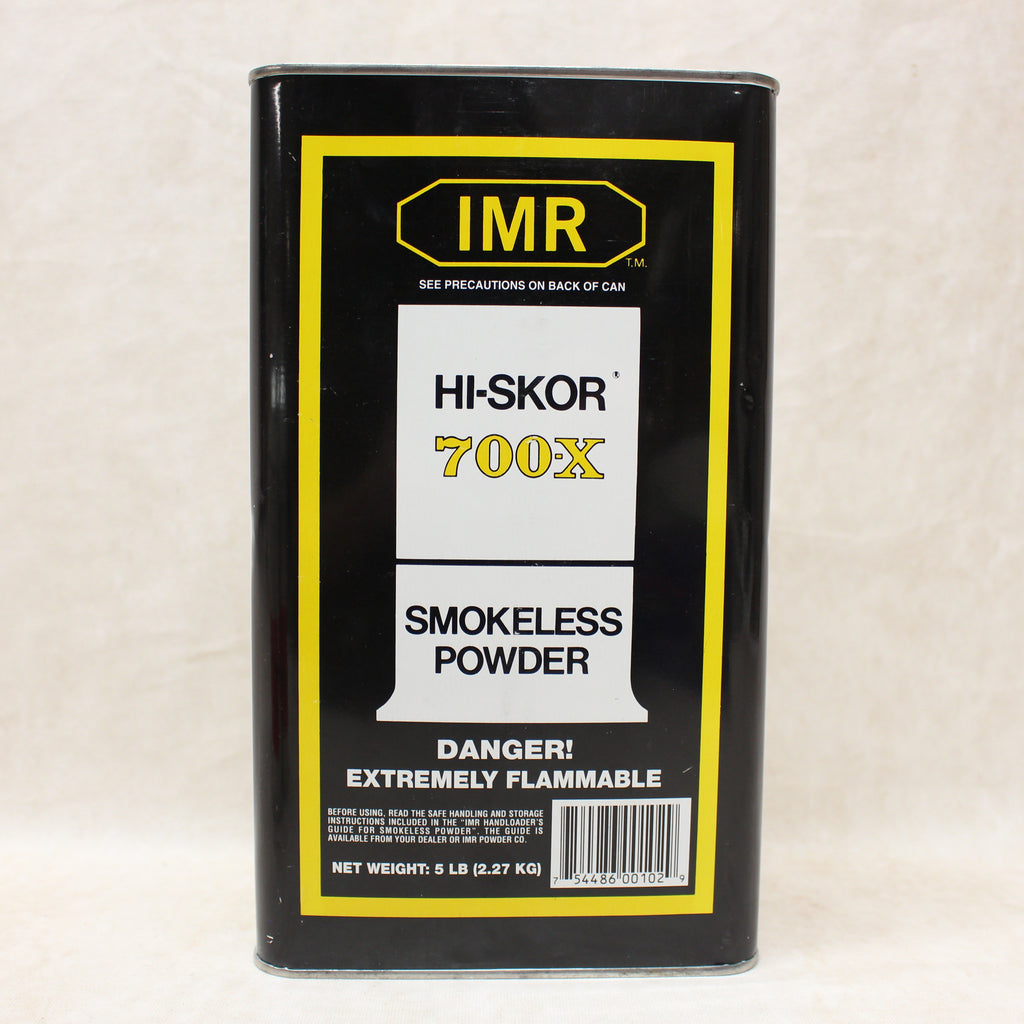 IMR
T.M.
SEE PRECAUTIONS ON BACK OF CAN
HI-SKOR®
700-X
SMOKELESS
POWDER
DANGER!
EXTREMELY FLAMMABLE
BEFORE USING, READ THE SAFE HANDLING AND STORAGE
INSTRUCTIONS INCLUDED IN THE "IMR HANDLOADER'S
GUIDE FOR SMOKELESS POWDER". THE GUIDE IS
AVAILABLE FROM YOUR DEALER OR IMR POWDER CO.
NET WEIGHT: 5 LB (2.27 KG)
7 54486 00102 9